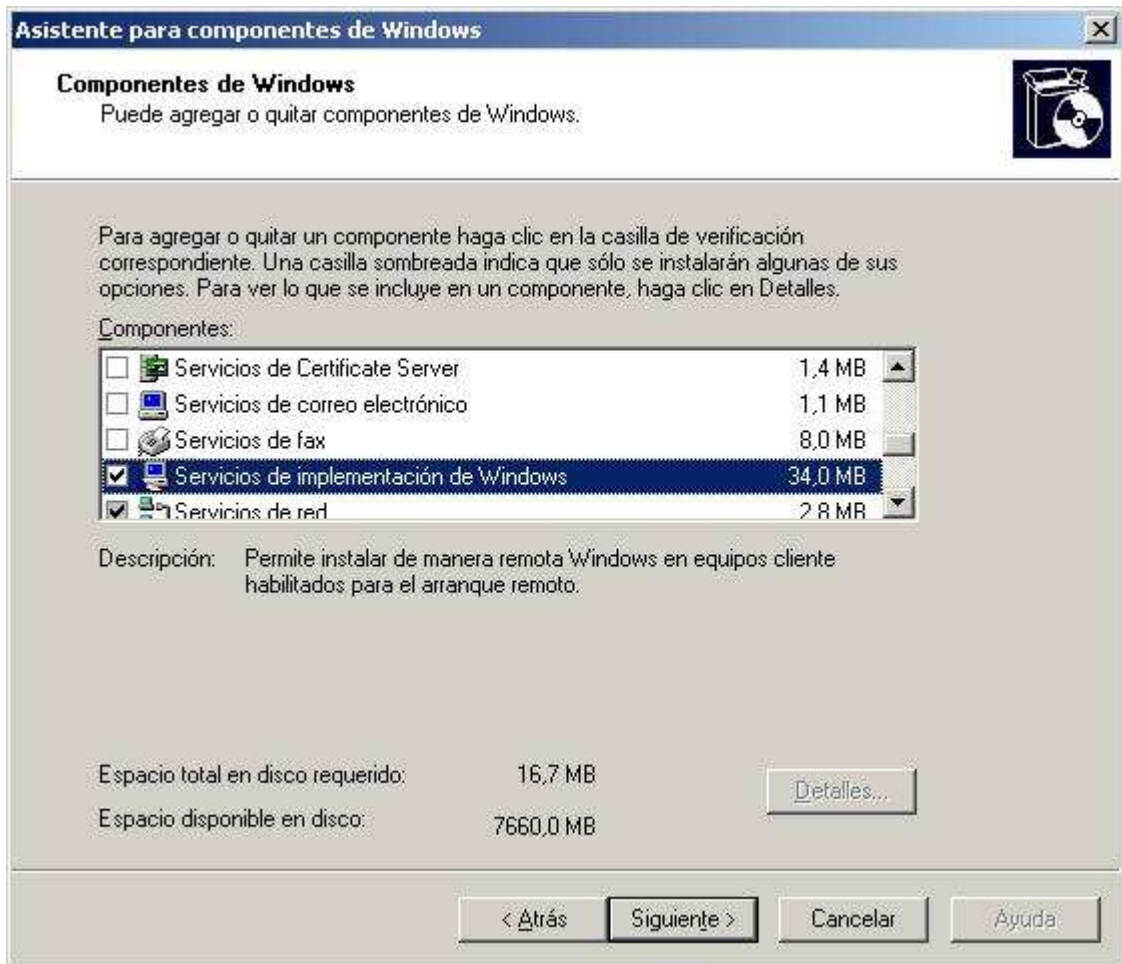 Asistente para componentes de Windows
Componentes de Windows
Puede agregar o quitar componentes de Windows.
Para agregar o quitar un componente haga clic en la casilla de verificación
correspondiente. Una casilla sombreada indica que sólo se instalarán algunas de sus
opciones. Para ver lo que se incluye en un componente, haga clic en Detalles.
Componentes:
Servicios de Certificate Server 1,4 MB
Servicios de correo electrónico 1,1 MB
Servicios de fax 8,0 MB
Servicios de implementación de Windows 34,0 MB
Servicios de red 2,8 MB
Descripción: Permite instalar de manera remota Windows en equipos cliente
habilitados para el arranque remoto.
Espacio total en disco requerido: 16,7 MB
Detalles...
Espacio disponible en disco: 7660,0 MB
< Atrás Siguiente > Cancelar Ayuda